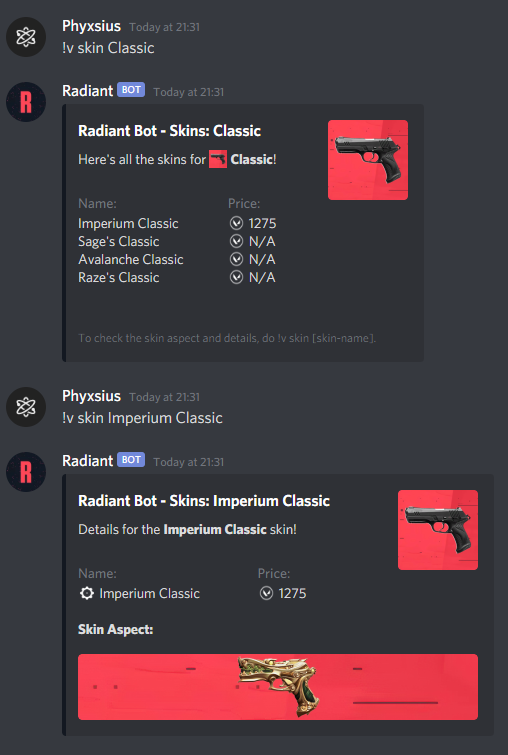 Phyxsius Today at 21:31
!v skin Classic
R
Radiant BOT Today at 21:31
Radiant Bot - Skins: Classic
Here's all the skins for Classic!
Name: Price:
Imperium Classic 1275
Sage's Classic N/A
Avalanche Classic N/A
Raze's Classic N/A
To check the skin aspect and details, do !v skin [skin-name].
Phyxsius Today at 21:31
!v skin Imperium Classic
R
Radiant BOT Today at 21:31
Radiant Bot - Skins: Imperium Classic
Details for the Imperium Classic skin!
Name: Price:
Imperium Classic 1275
Skin Aspect: